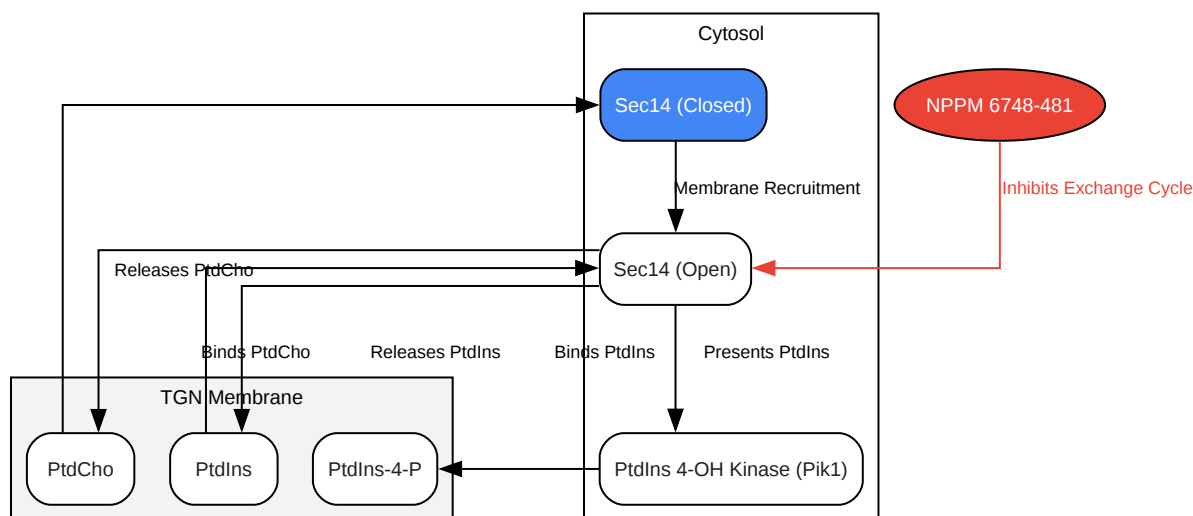 Cytosol
Sec14 (Closed)
NPPM 6748-481
Membrane Recruitment
Inhibits Exchange Cycle
Releases PtdCho
Sec14 (Open)
Binds PtdCho
Releases PtdIns
Binds PtdIns
Presents PtdIns
TGN Membrane
PtdCho
PtdIns
PtdIns-4-P
PtdIns 4-OH Kinase (Pik1)